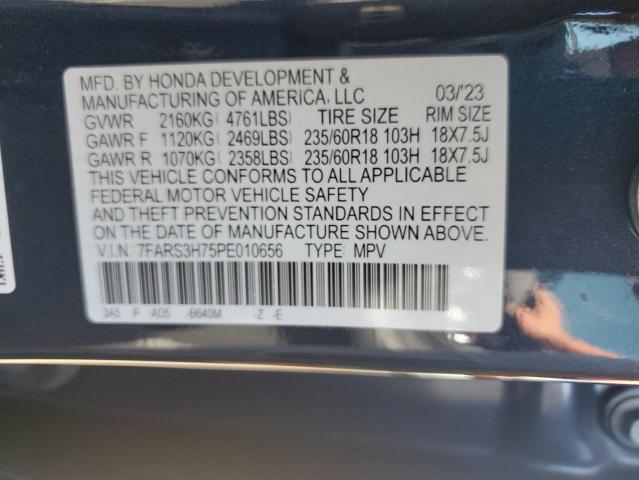 MFD. BY HONDA DEVELOPMENT &
MANUFACTURING OF AMERICA, LLC 03/'23
GVWR 2160KG( 4761LBS) TIRE SIZE RIM SIZE
GAWR F 1120KG( 2469LBS) 235/60R18 103H 18X7.5J
GAWR R 1070KG( 2358LBS) 235/60R18 103H 18X7.5J
THIS VEHICLE CONFORMS TO ALL APPLICABLE
FEDERAL MOTOR VEHICLE SAFETY
AND THEFT PREVENTION STANDARDS IN EFFECT
ON THE DATE OF MANUFACTURE SHOWN ABOVE.
V.I.N.:7FARS3H75PE010656 TYPE: MPV
3A5 P AD5 -B640M -Z -E